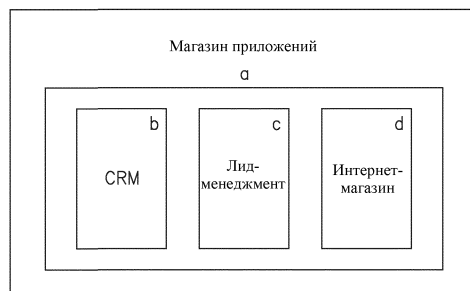 Магазин приложений
a
b
c
d
CRM
Лид-
менеджмент
Интернет-
магазин